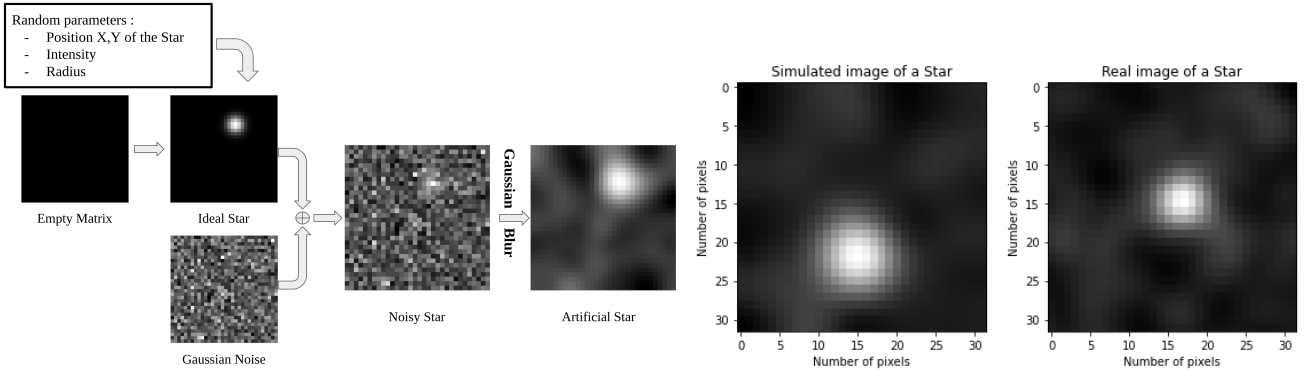 Random parameters :
- Position X,Y of the Star
- Intensity
- Radius
Empty Matrix
Ideal Star
Gaussian Noise
Noisy Star
Gaussian Blur
Artificial Star
Simulated image of a Star
0
5
10
15
20
25
30
Number of pixels
0 5 10 15 20 25 30
Number of pixels
Real image of a Star
0
5
10
15
20
25
30
Number of pixels
0 5 10 15 20 25 30
Number of pixels